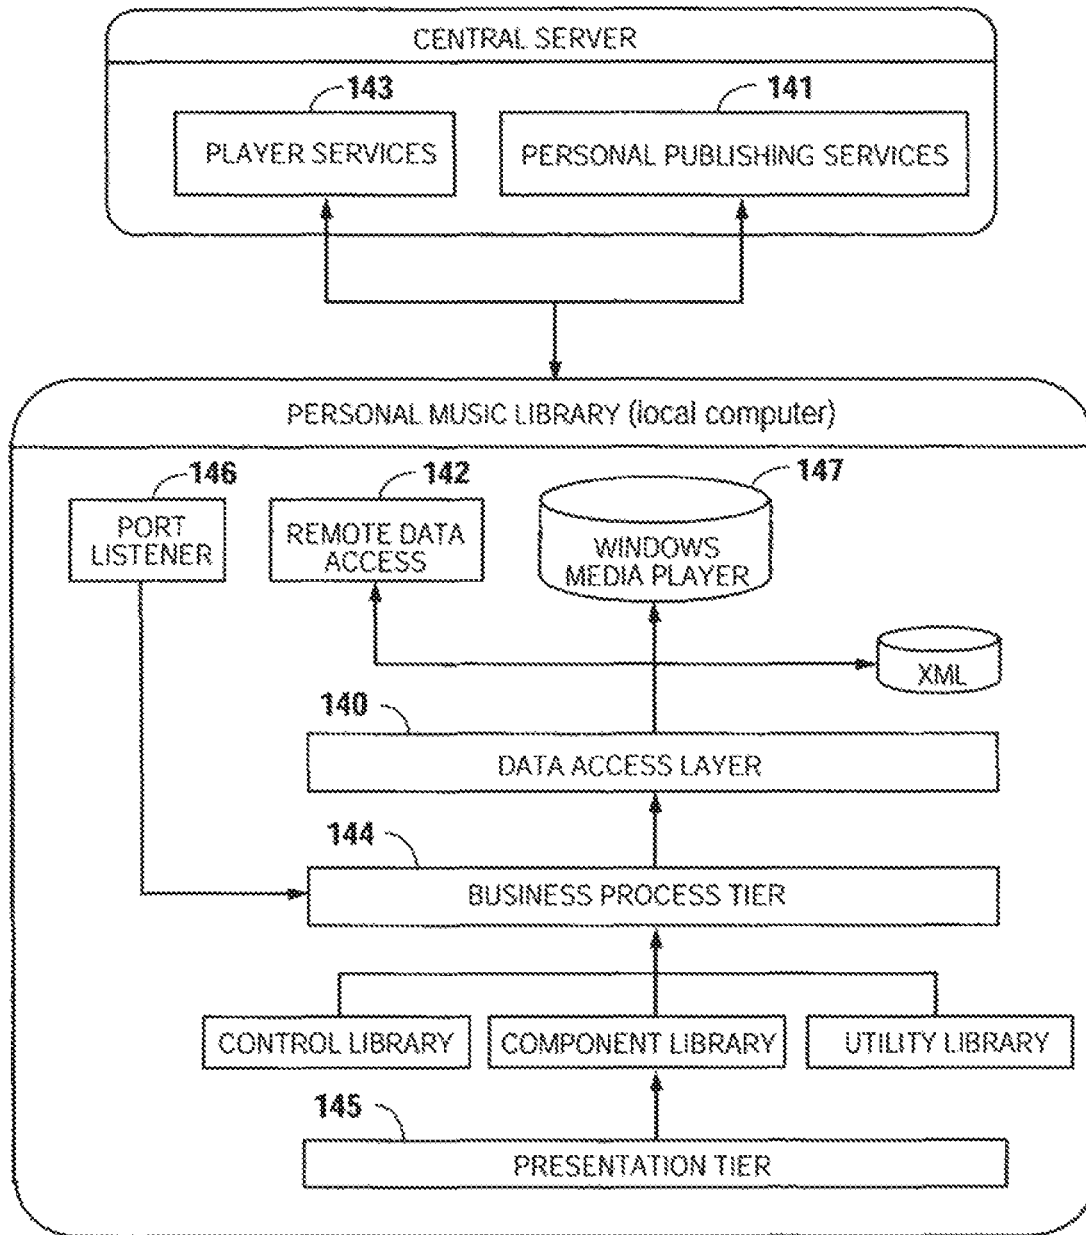 CENTRAL SERVER
143
141
PLAYER SERVICES
PERSONAL PUBLISHING SERVICES
PERSONAL MUSIC LIBRARY (local computer)
146
142
147
PORT
LISTENER
REMOTE DATA
ACCESS
WINDOWS
MEDIA PLAYER
XML
140
DATA ACCESS LAYER
144
BUSINESS PROCESS TIER
CONTROL LIBRARY
COMPONENT LIBRARY
UTILITY LIBRARY
145
PRESENTATION TIER